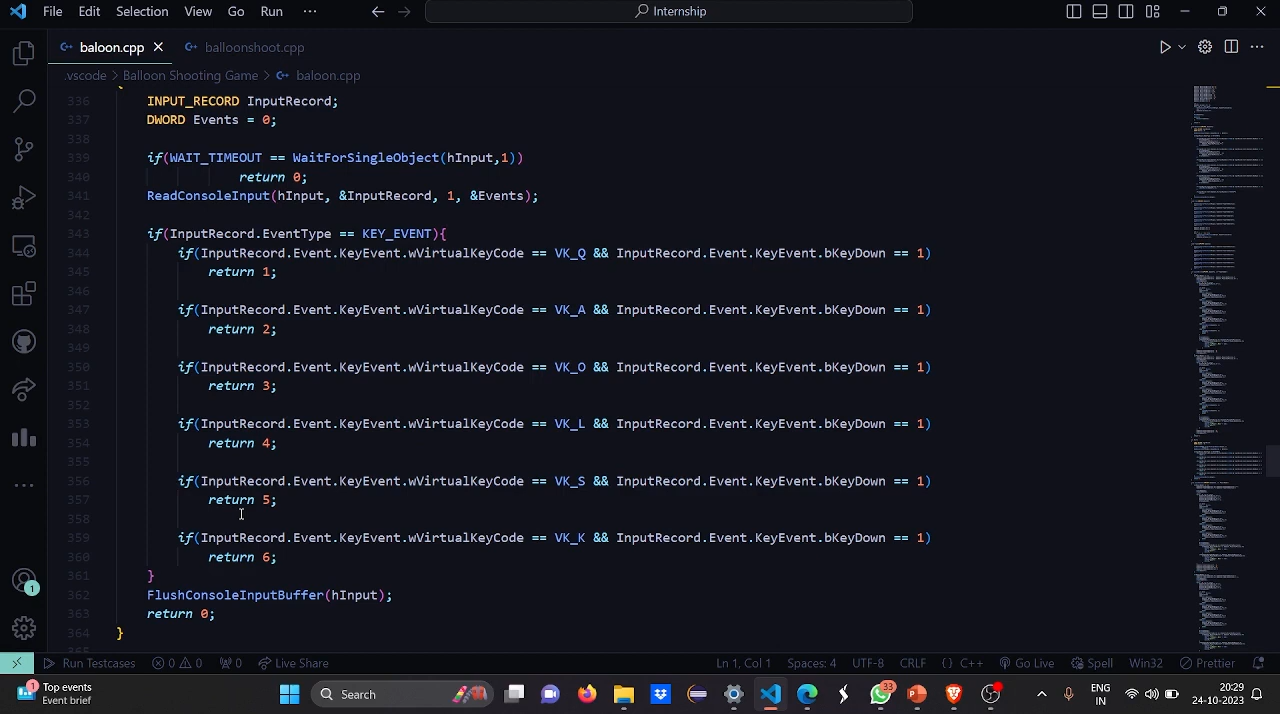 File Edit Selection View Go Run ··· Internship
baloon.cpp balloonshoot.cpp
.vscode > Balloon Shooting Game > baloon.cpp
336 INPUT_RECORD InputRecord;
337 DWORD Events = 0;
338
339 if(WAIT_TIMEOUT == WaitForSingleObject(hInput,1))
340 return 0;
341 ReadConsoleInput(hInput, &InputRecord, 1, &Events);
342
343 if(InputRecord.EventType == KEY_EVENT){
344 if(InputRecord.Event.KeyEvent.wVirtualKeyCode == VK_Q && InputRecord.Event.KeyEvent.bKeyDown == 1)
345 return 1;
346
347 if(InputRecord.Event.KeyEvent.wVirtualKeyCode == VK_A && InputRecord.Event.KeyEvent.bKeyDown == 1)
348 return 2;
349
350 if(InputRecord.Event.KeyEvent.wVirtualKeyCode == VK_O && InputRecord.Event.KeyEvent.bKeyDown == 1)
351 return 3;
352
353 if(InputRecord.Event.KeyEvent.wVirtualKeyCode == VK_L && InputRecord.Event.KeyEvent.bKeyDown == 1)
354 return 4;
355
356 if(InputRecord.Event.KeyEvent.wVirtualKeyCode == VK_S && InputRecord.Event.KeyEvent.bKeyDown == 1)
357 return 5;
358
359 if(InputRecord.Event.KeyEvent.wVirtualKeyCode == VK_K && InputRecord.Event.KeyEvent.bKeyDown == 1)
360 return 6;
361 }
362 FlushConsoleInputBuffer(hInput);
363 return 0;
364 }
Run Testcases 0 0 0 Live Share Ln 1, Col 1 Spaces: 4 UTF-8 CRLF {} C++ Go Live Spell Win32 Prettier
1 Top events Search 33 ENG 20:29
Event brief IN 24-10-2023